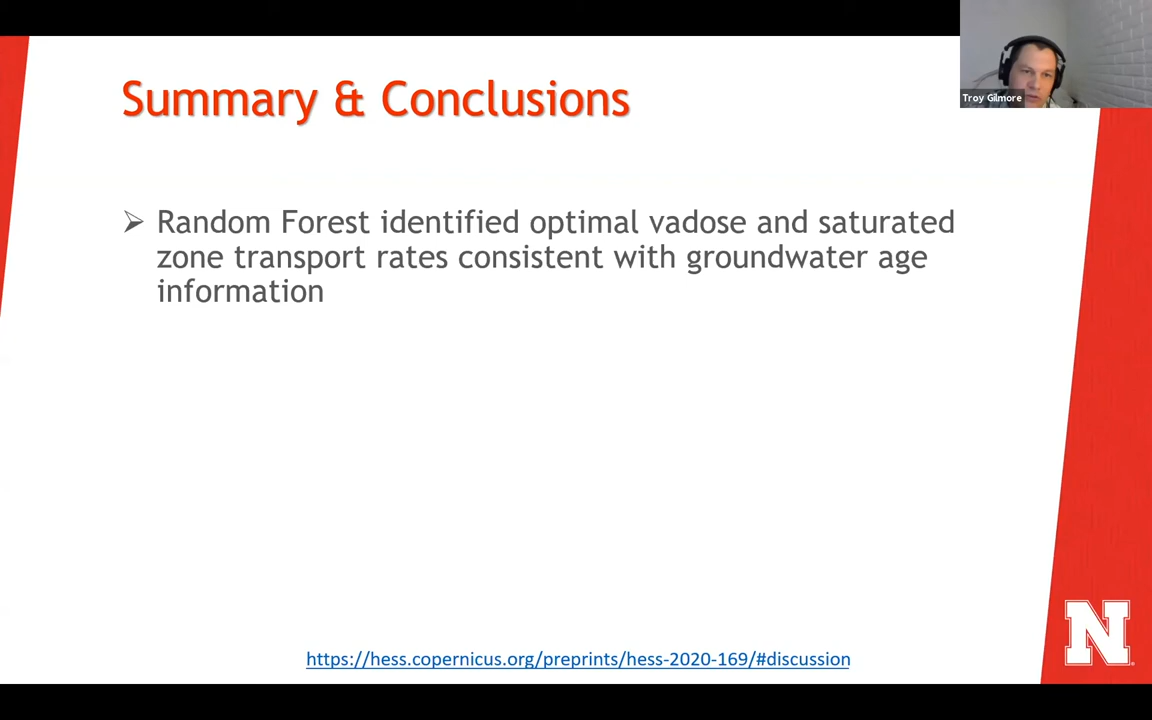 Troy Gilmore
Summary & Conclusions
➢ Random Forest identified optimal vadose and saturated
zone transport rates consistent with groundwater age
information
https://hess.copernicus.org/preprints/hess-2020-169/#discussion
N